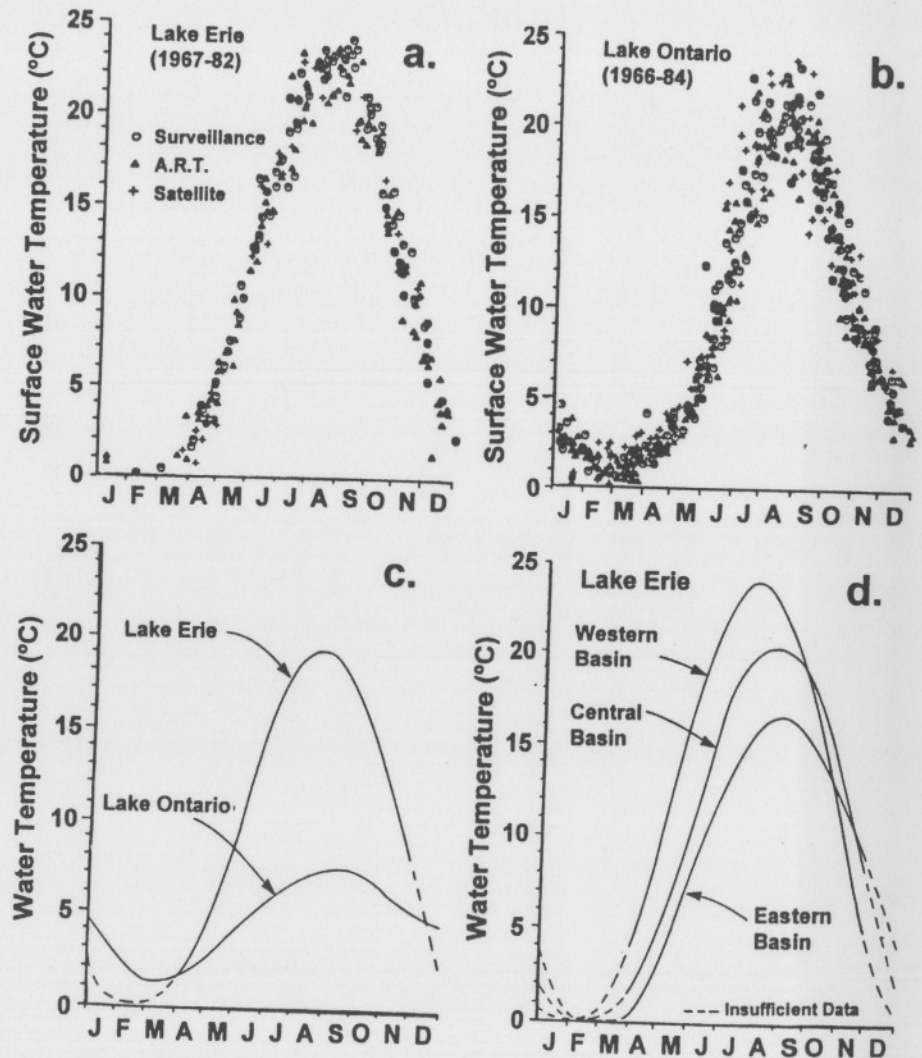 Surface Water Temperature (°C)
25
20
15
10
5
0
Lake Erie
(1967-82)
a.
Surveillance
A.R.T.
Satellite
J F M A M J J A S O N D
Surface Water Temperature (°C)
25
20
15
10
5
0
Lake Ontario
(1966-84)
b.
J F M A M J J A S O N D
Water Temperature (°C)
25
20
15
10
5
0
c.
Lake Erie
Lake Ontario
J F M A M J J A S O N D
Water Temperature (°C)
25
20
15
10
5
0
Lake Erie
d.
Western
Basin
Central
Basin
Eastern
Basin
--- Insufficient Data
J F M A M J J A S O N D